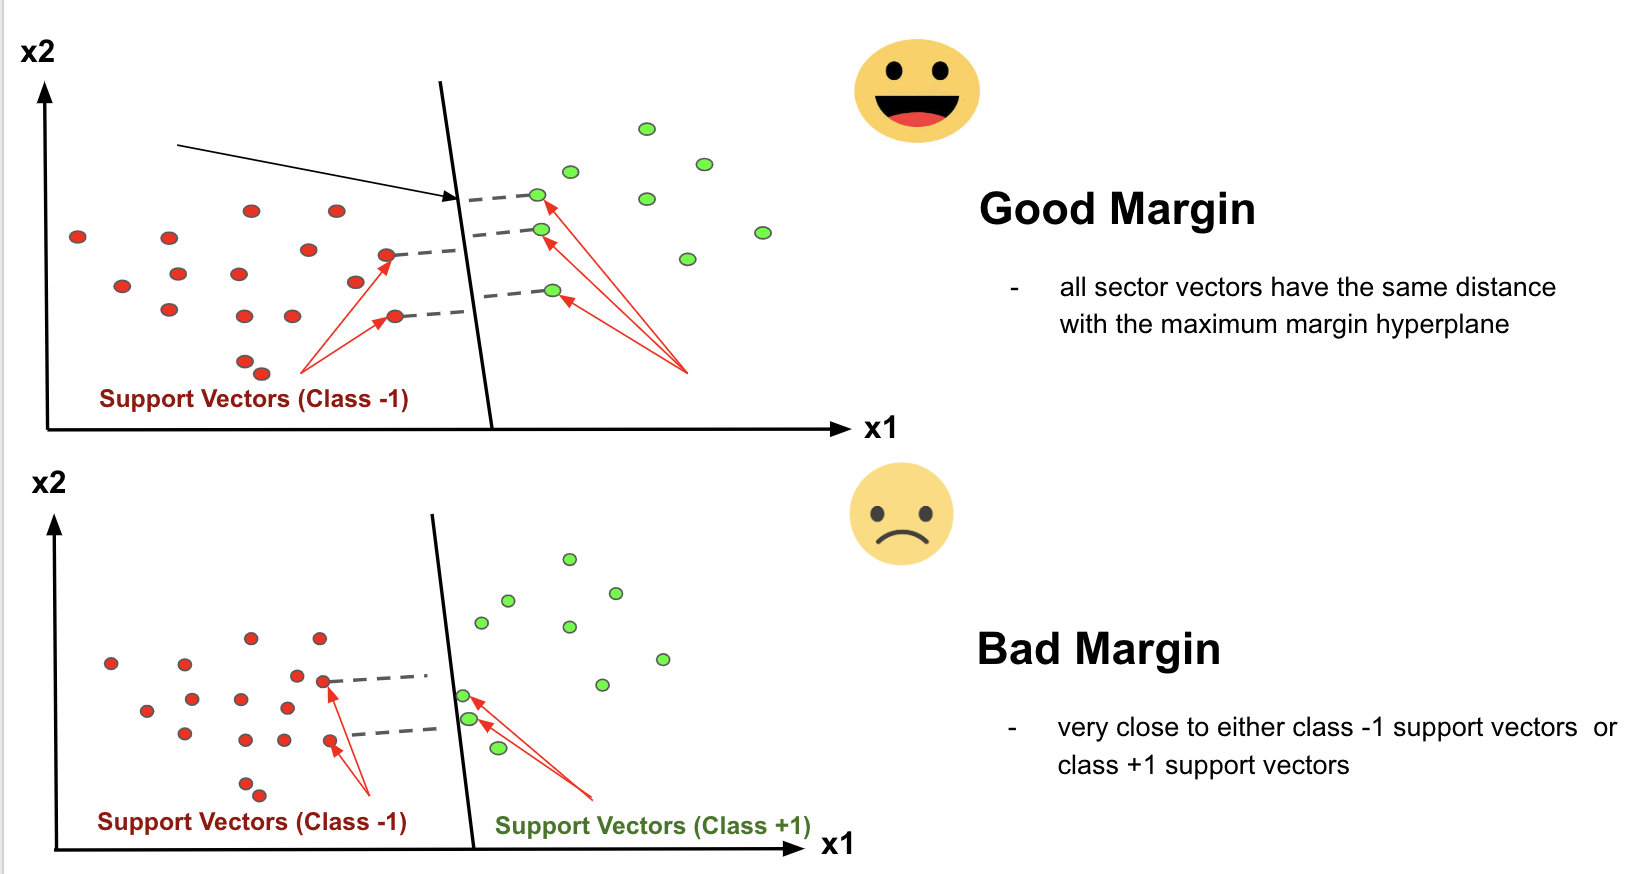 x2
Good Margin
- all sector vectors have the same distance
with the maximum margin hyperplane
Support Vectors (Class -1)
x1
x2
Bad Margin
- very close to either class -1 support vectors or
class +1 support vectors
Support Vectors (Class -1)
Support Vectors (Class +1)
x1